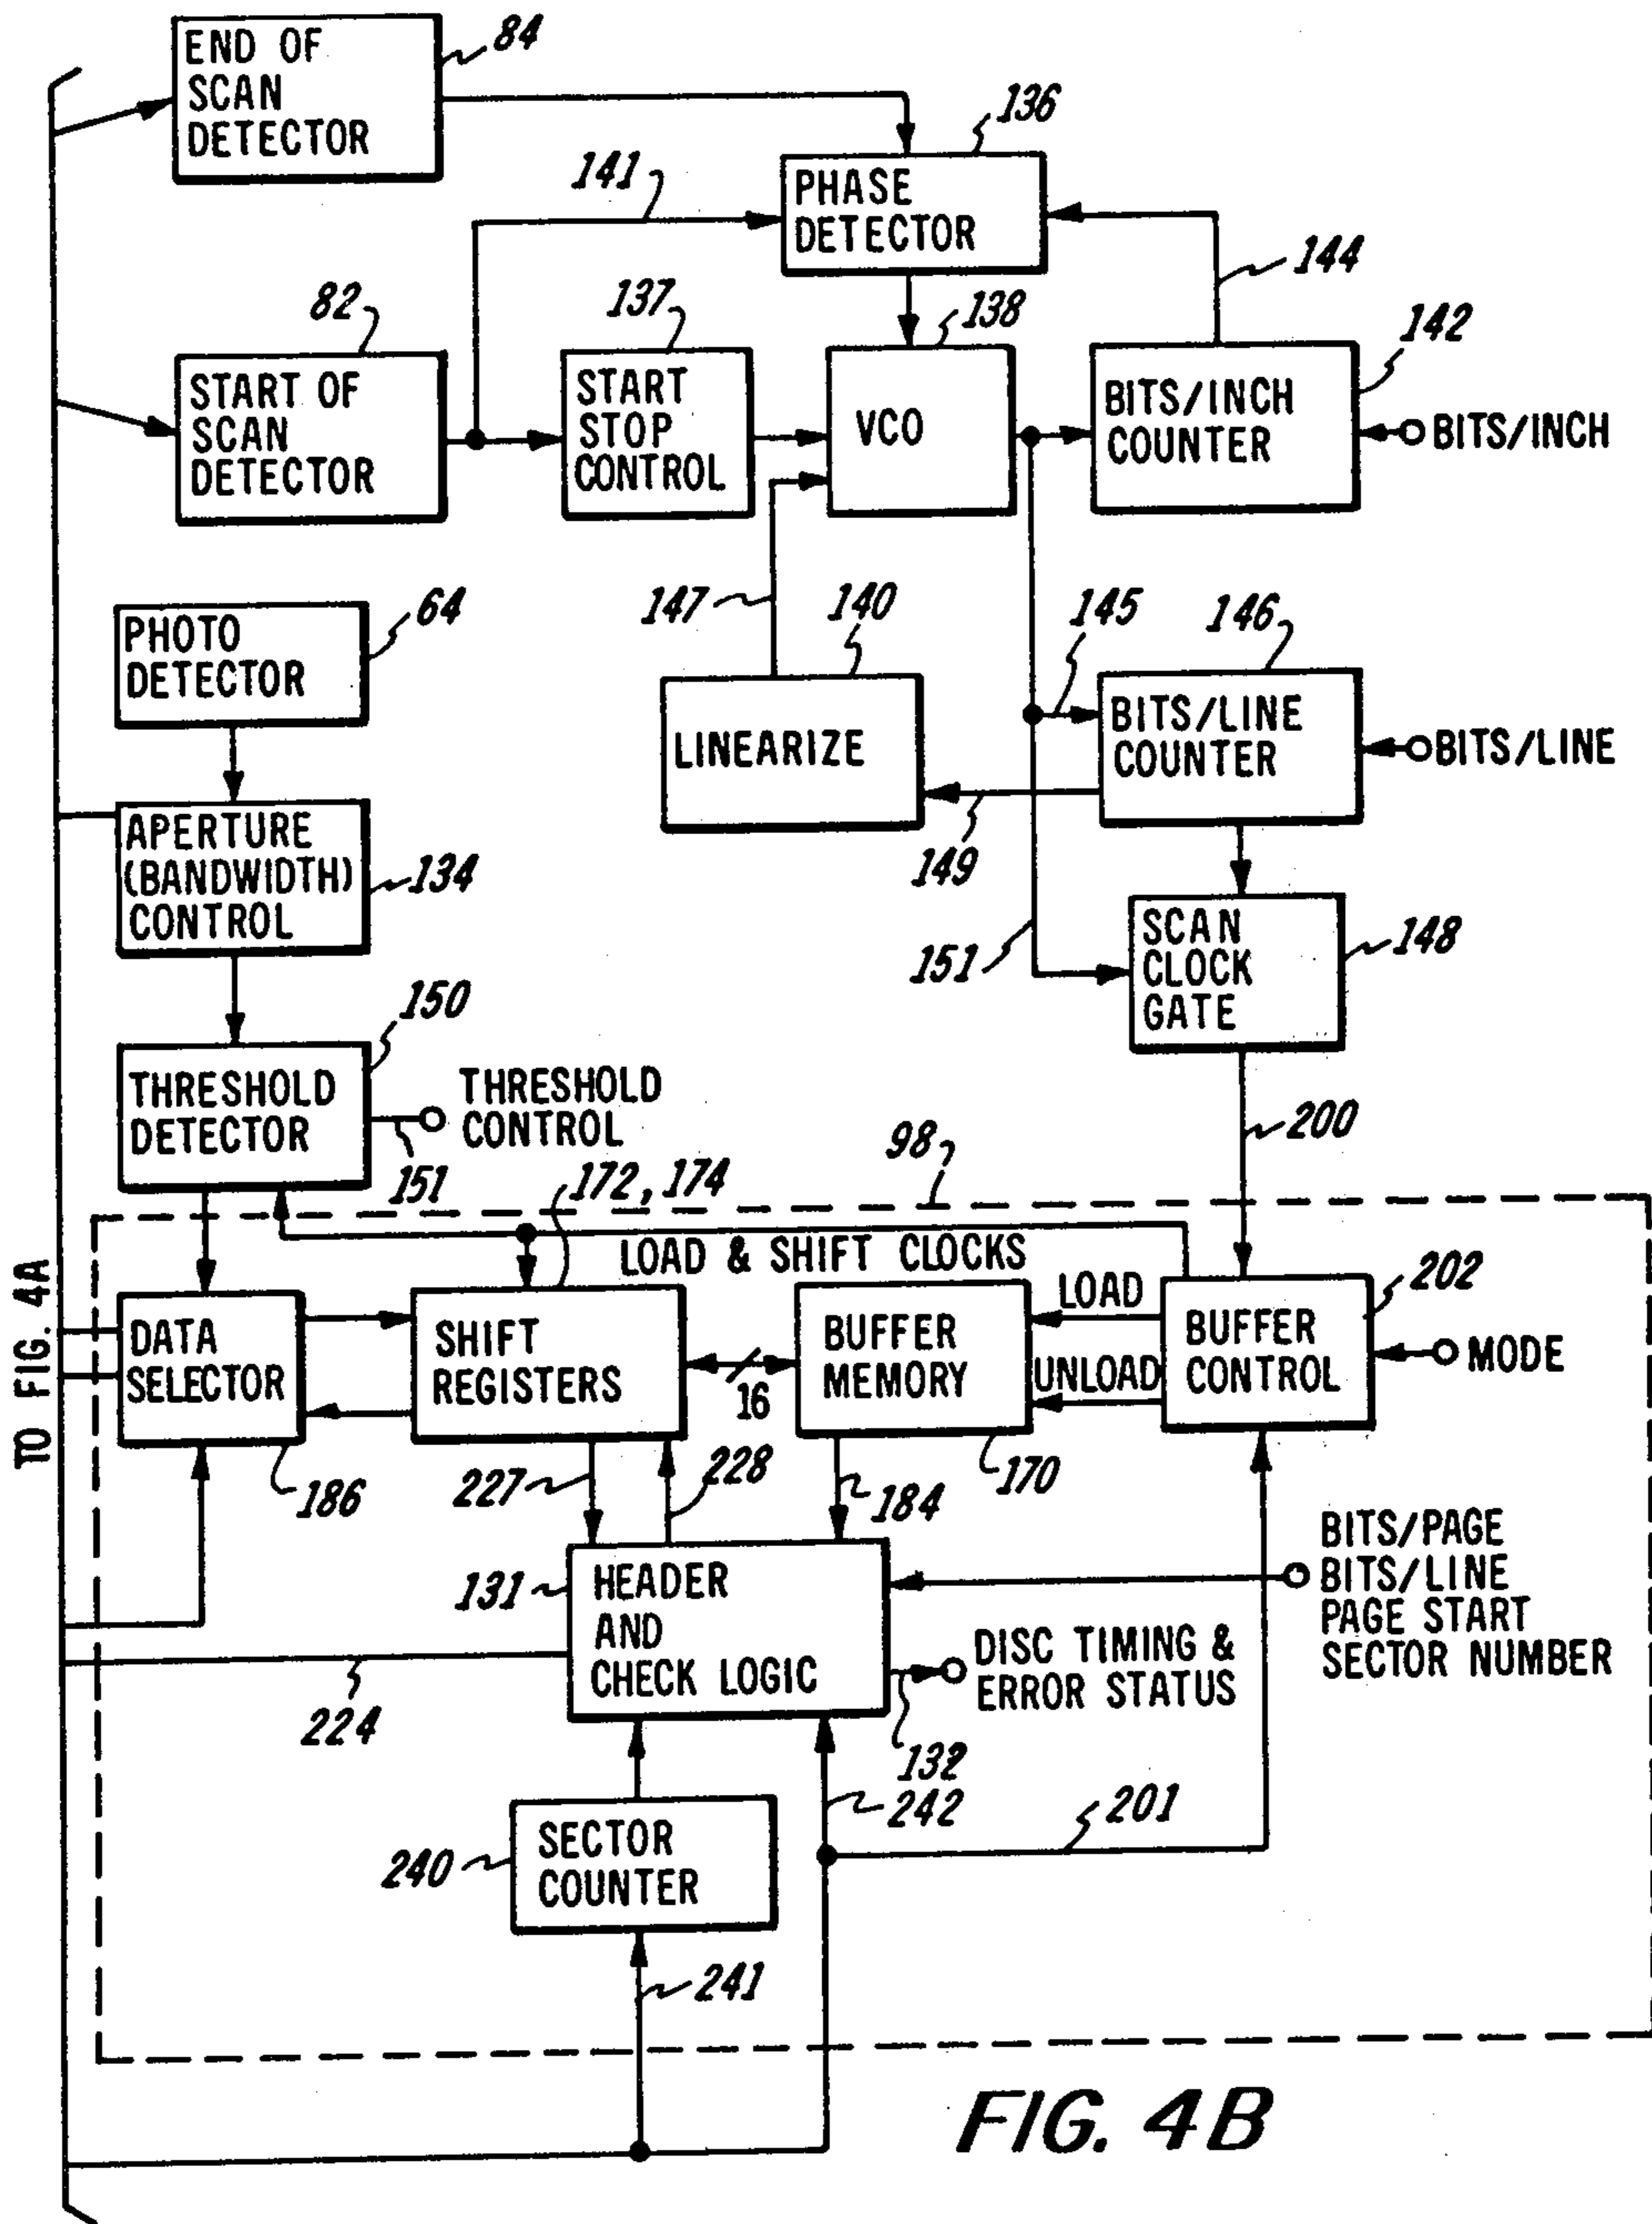 END OF
SCAN
DETECTOR
84
136
PHASE
DETECTOR
141
144
82
START OF
SCAN
DETECTOR
137
START
STOP
CONTROL
138
VCO
142
BITS/INCH
COUNTER
BITS/INCH
64
PHOTO
DETECTOR
147
140
LINEARIZE
145
146
BITS/LINE
COUNTER
BITS/LINE
149
APERTURE
(BANDWIDTH)
CONTROL
134
151
SCAN
CLOCK
GATE
148
150
THRESHOLD
DETECTOR
THRESHOLD
CONTROL
151
200
98
172, 174
LOAD & SHIFT CLOCKS
202
TO FIG. 4A
DATA
SELECTOR
186
SHIFT
REGISTERS
16
BUFFER
MEMORY
170
LOAD
UNLOAD
BUFFER
CONTROL
MODE
227
228
184
131
HEADER
AND
CHECK LOGIC
BITS/PAGE
BITS/LINE
PAGE START
SECTOR NUMBER
DISC TIMING &
ERROR STATUS
224
132
242
201
240
SECTOR
COUNTER
241
FIG. 4B